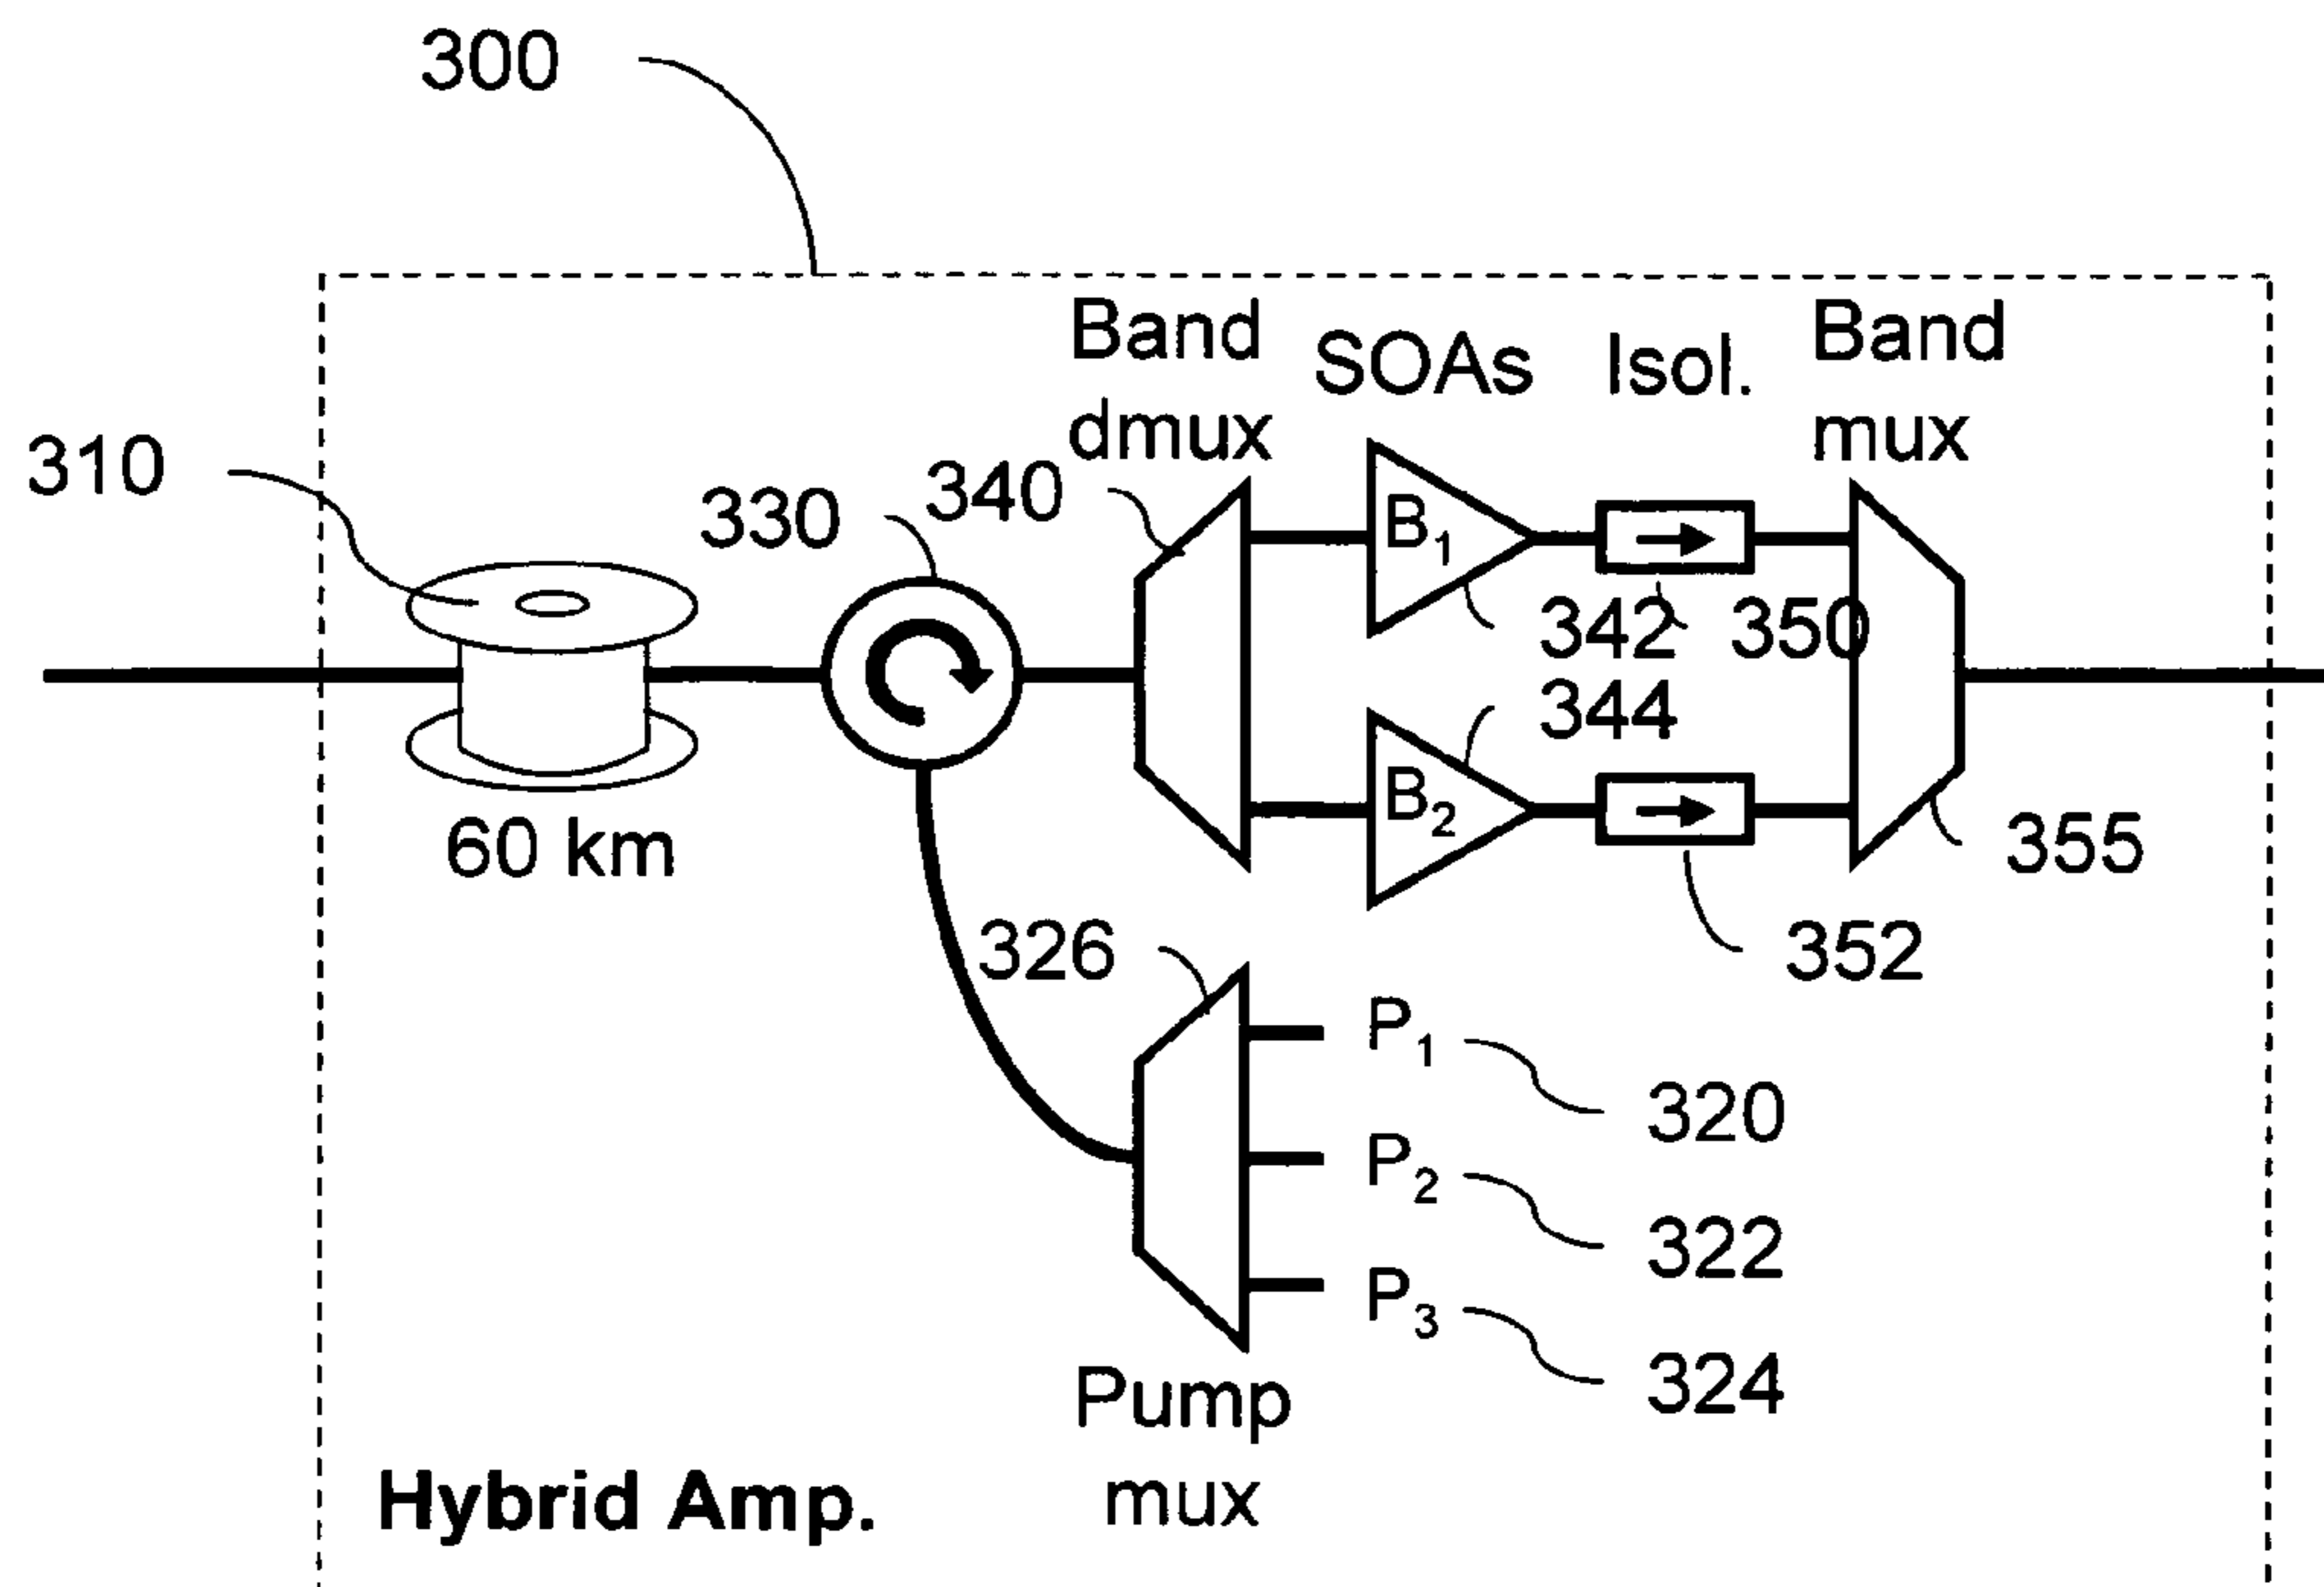 300
Band
dmux
SOAs
Isol.
Band
mux
310
330
340
B1
342
350
344
B2
60 km
355
326
352
P1
320
P2
322
P3
324
Pump
mux
Hybrid Amp.